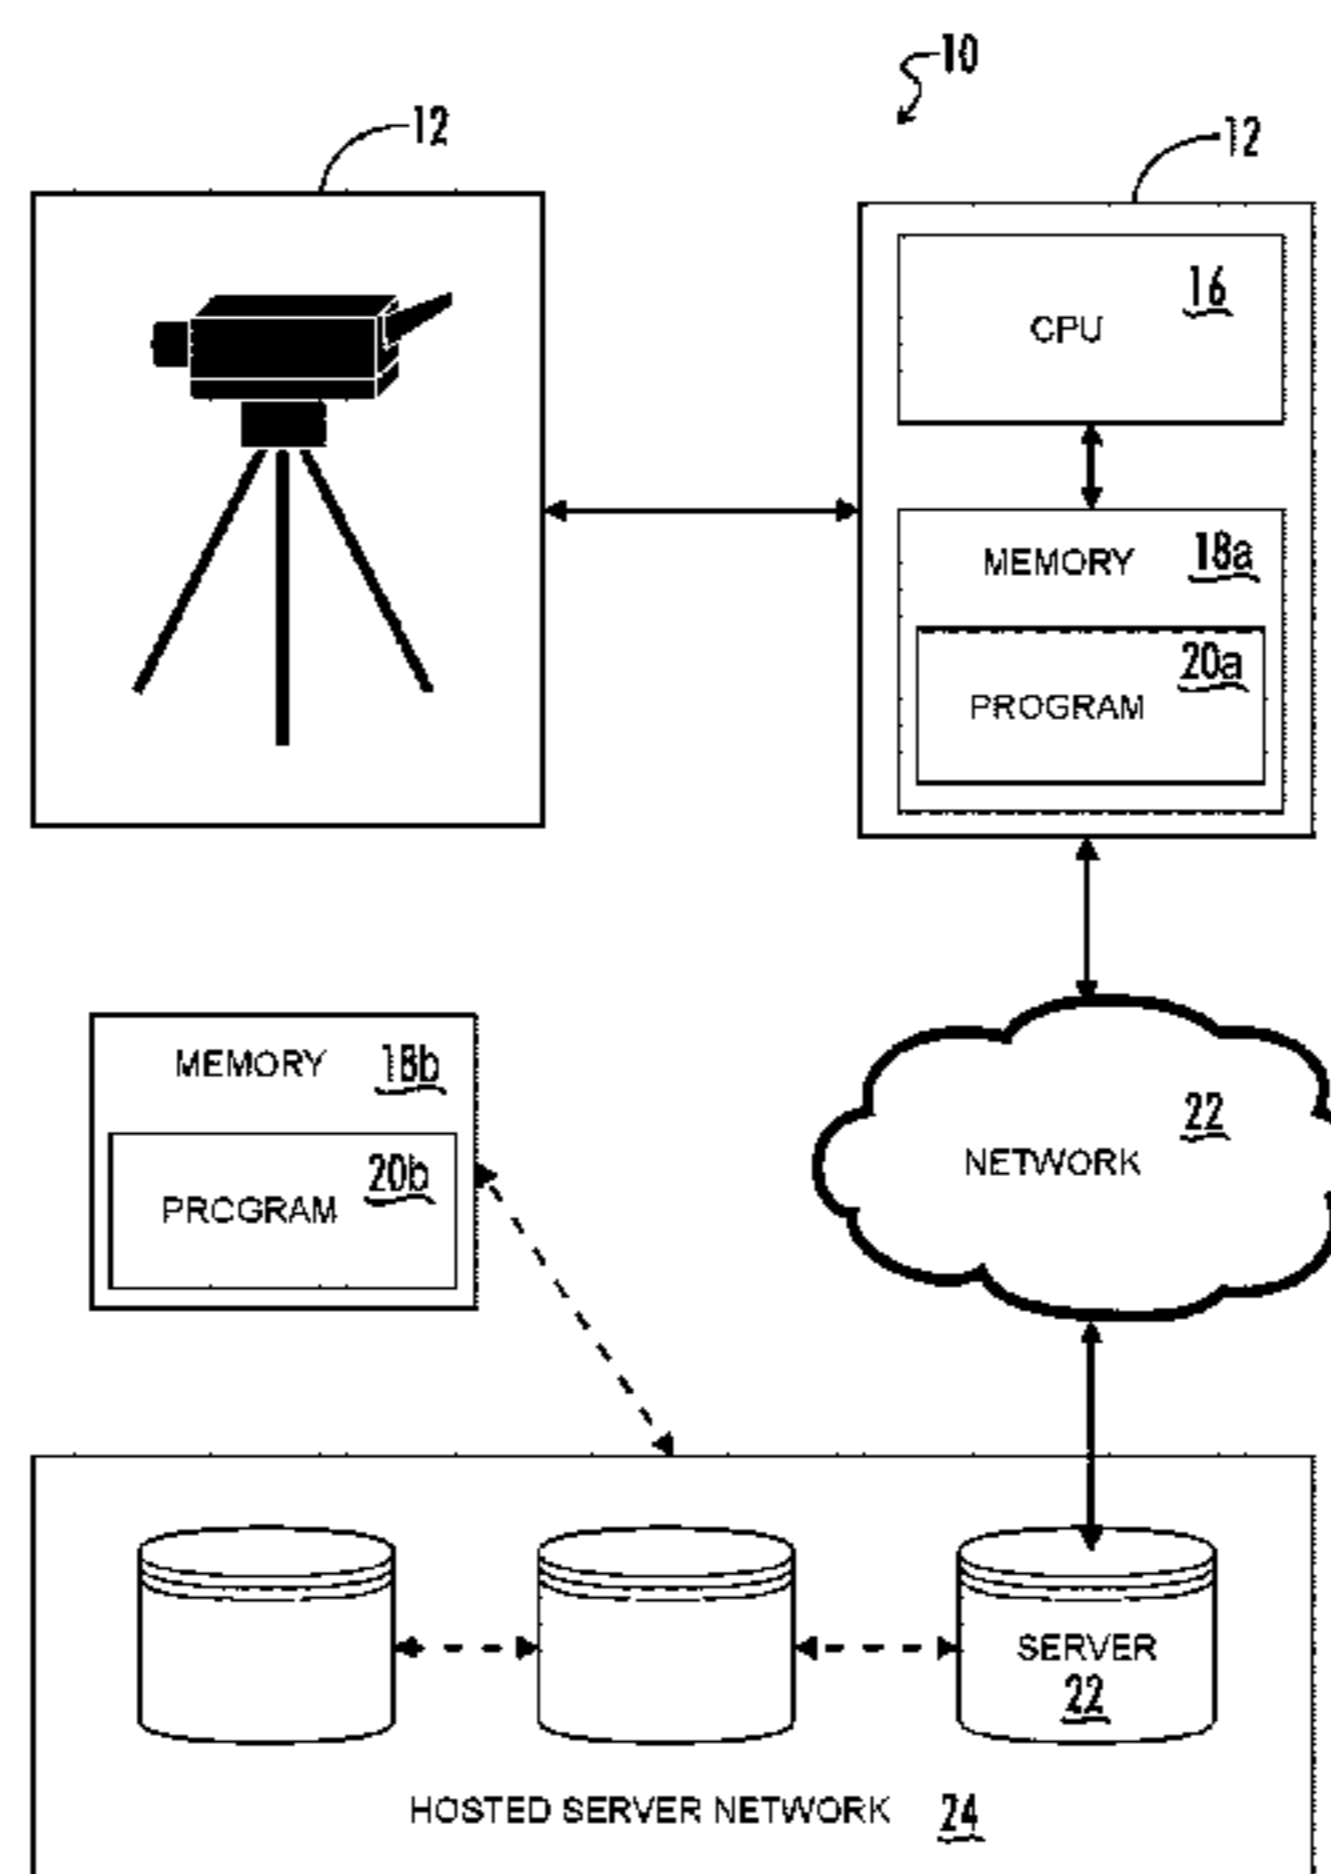 10
12
12
16
CPU
MEMORY 18a
20a
PROGRAM
MEMORY 18b
20b
PROGRAM
22
NETWORK
SERVER
22
HOSTED SERVER NETWORK 24